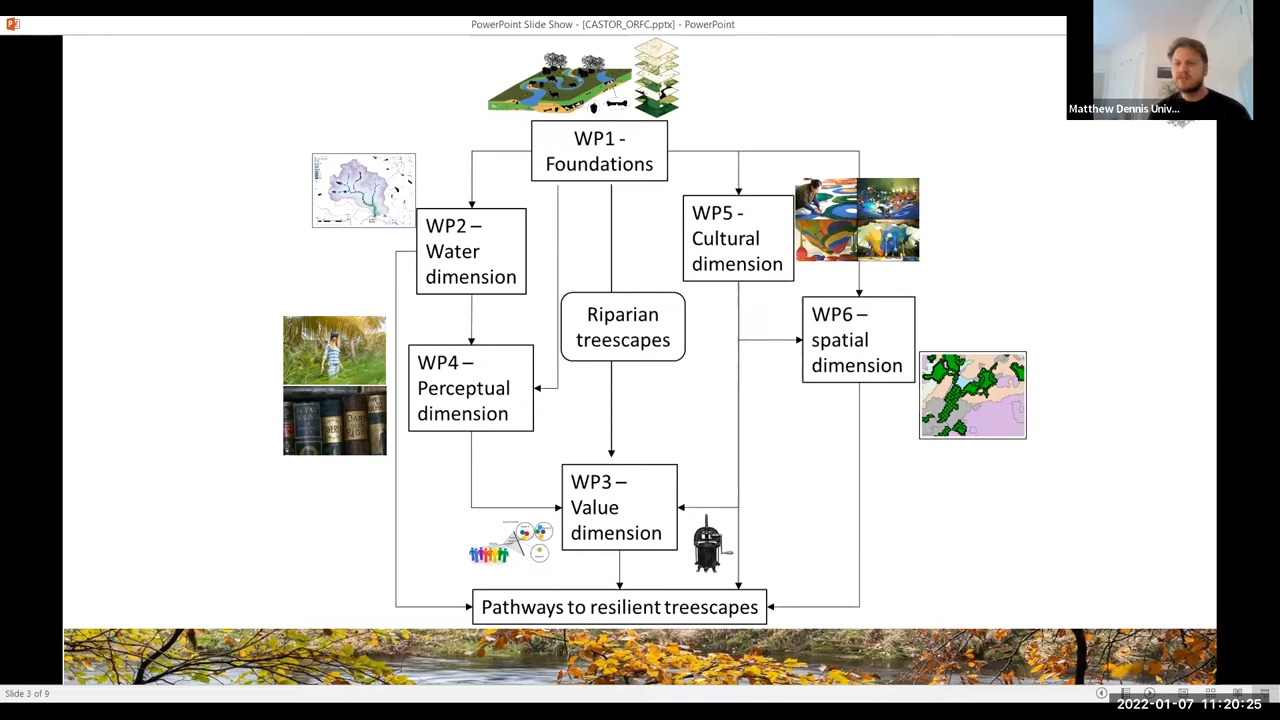 PowerPoint Slide Show - [CASTOR_ORFC.pptx] - PowerPoint
Matthew Dennis Univ...
WP1 -
Foundations
WP2 –
Water
dimension
WP5 -
Cultural
dimension
Riparian
treescapes
WP6 –
spatial
dimension
WP4 –
Perceptual
dimension
WP3 –
Value
dimension
Pathways to resilient treescapes
Slide 3 of 9
2022-01-07 11:20:25